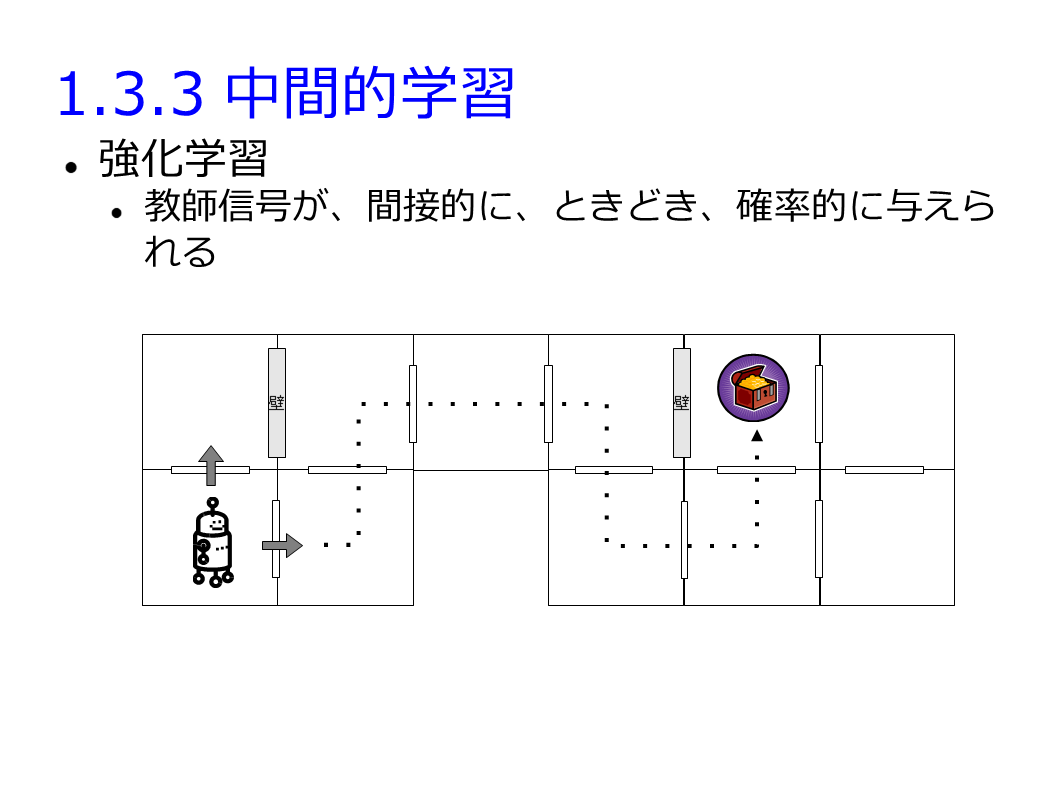 1.3.3 中間的学習
● 強化学習
● 教師信号が、間接的に、ときどき、確率的に与えら
れる
壁
壁